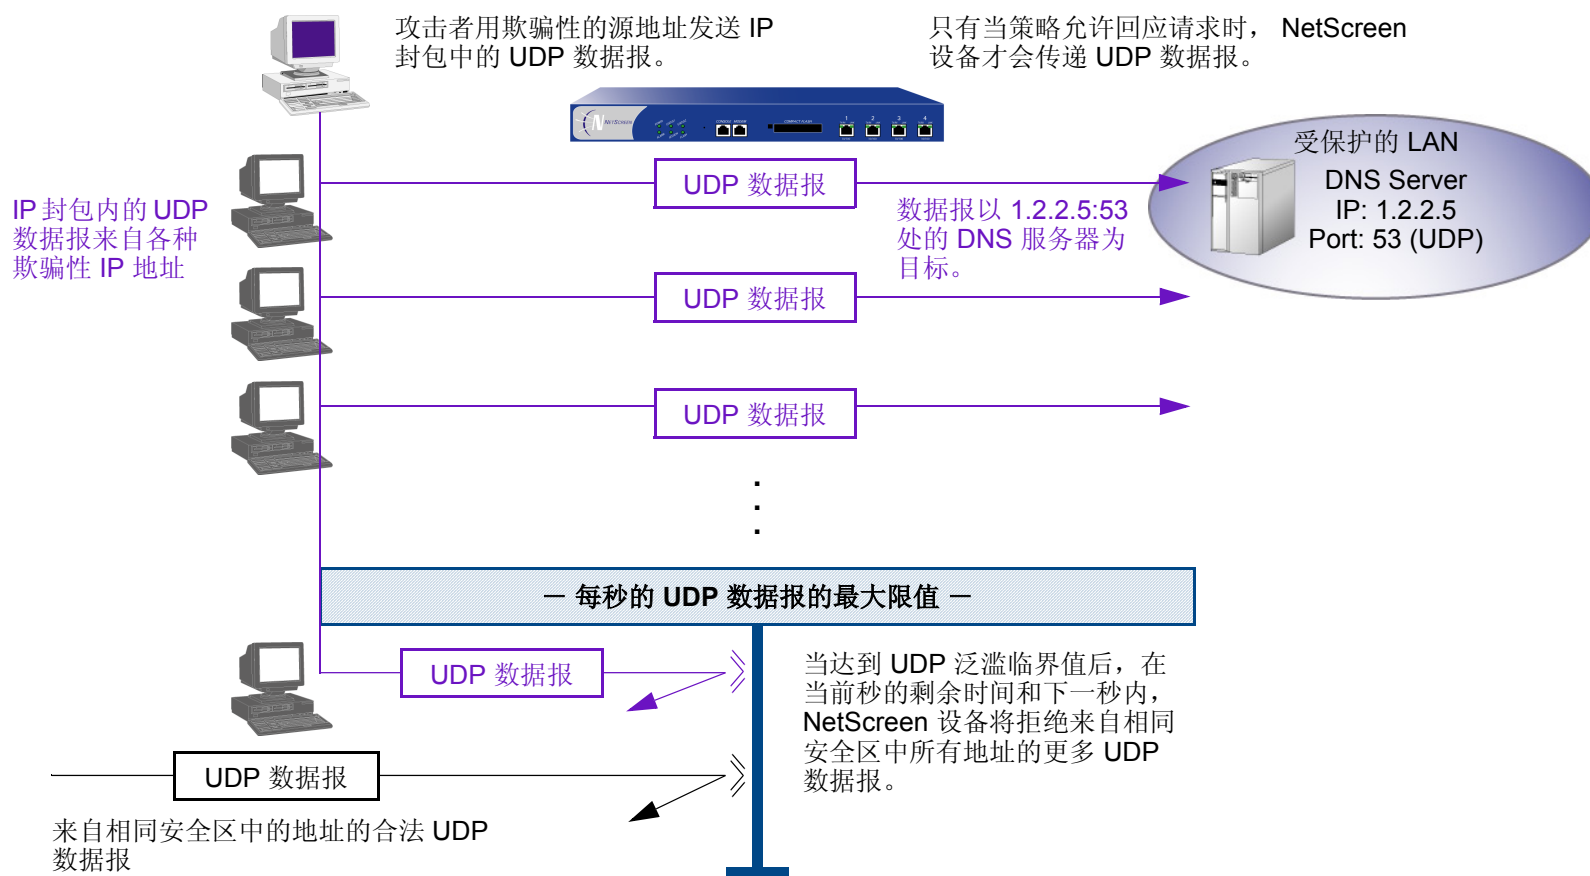 攻击者用欺骗性的源地址发送 IP
封包中的 UDP 数据报。
只有当策略允许回应请求时， NetScreen
设备才会传递 UDP 数据报。
NETSCREEN
CONSOLE MODEM
COMPACT FLASH
1 2 3 4
受保护的 LAN
DNS Server
IP: 1.2.2.5
Port: 53 (UDP)
UDP 数据报
IP 封包内的 UDP
数据报来自各种
欺骗性 IP 地址
数据报以 1.2.2.5:53
处的 DNS 服务器为
目标。
UDP 数据报
UDP 数据报
－ 每秒的 UDP 数据报的最大限值 －
UDP 数据报
当达到 UDP 泛滥临界值后，在
当前秒的剩余时间和下一秒内，
NetScreen 设备将拒绝来自相同
安全区中所有地址的更多 UDP
数据报。
UDP 数据报
来自相同安全区中的地址的合法 UDP
数据报